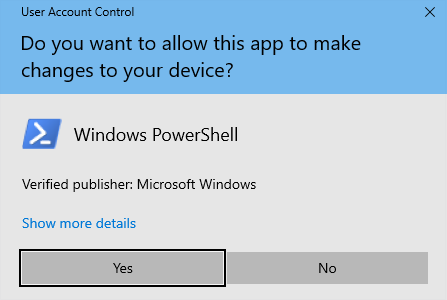 User Account Control
Do you want to allow this app to make
changes to your device?
Windows PowerShell
Verified publisher: Microsoft Windows
Show more details
Yes
No